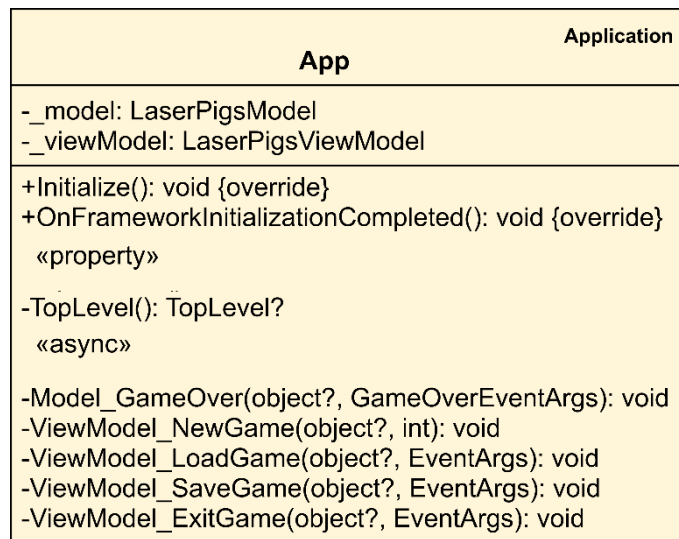 Application
App
-_model: LaserPigsModel
-_viewModel: LaserPigsViewModel
+Initialize(): void {override}
+OnFrameworkInitializationCompleted(): void {override}
«property»
-TopLevel(): TopLevel?
«async»
-Model_GameOver(object?, GameOverEventArgs): void
-ViewModel_NewGame(object?, int): void
-ViewModel_LoadGame(object?, EventArgs): void
-ViewModel_SaveGame(object?, EventArgs): void
-ViewModel_ExitGame(object?, EventArgs): void